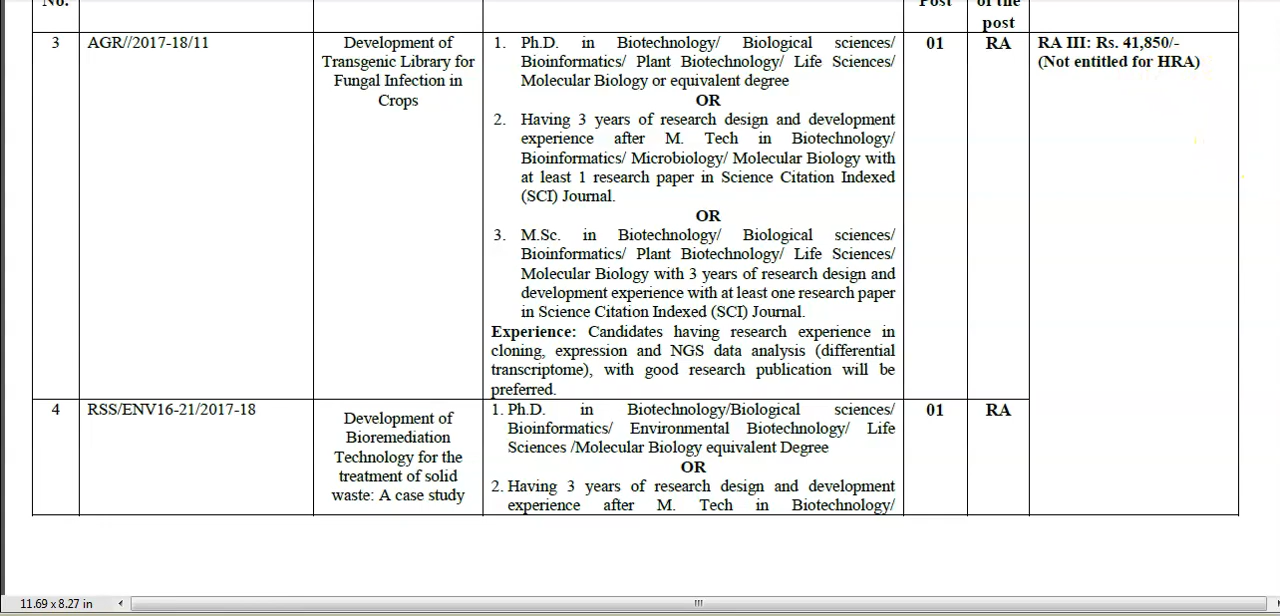 No.
Post
of the
post
3
AGR//2017-18/11
Development of
Transgenic Library for
Fungal Infection in
Crops
1. Ph.D. in Biotechnology/ Biological sciences/
Bioinformatics/ Plant Biotechnology/ Life Sciences/
Molecular Biology or equivalent degree
OR
2. Having 3 years of research design and development
experience after M. Tech in Biotechnology/
Bioinformatics/ Microbiology/ Molecular Biology with
at least 1 research paper in Science Citation Indexed
(SCI) Journal.
OR
3. M.Sc. in Biotechnology/ Biological sciences/
Bioinformatics/ Plant Biotechnology/ Life Sciences/
Molecular Biology with 3 years of research design and
development experience with at least one research paper
in Science Citation Indexed (SCI) Journal.
Experience: Candidates having research experience in
cloning, expression and NGS data analysis (differential
transcriptome), with good research publication will be
preferred.
01
RA
RA III: Rs. 41,850/-
(Not entitled for HRA)
4
RSS/ENV16-21/2017-18
Development of
Bioremediation
Technology for the
treatment of solid
waste: A case study
1. Ph.D. in Biotechnology/Biological sciences/
Bioinformatics/ Environmental Biotechnology/ Life
Sciences /Molecular Biology equivalent Degree
OR
2. Having 3 years of research design and development
experience after M. Tech in Biotechnology/
01
RA
11.69 x 8.27 in